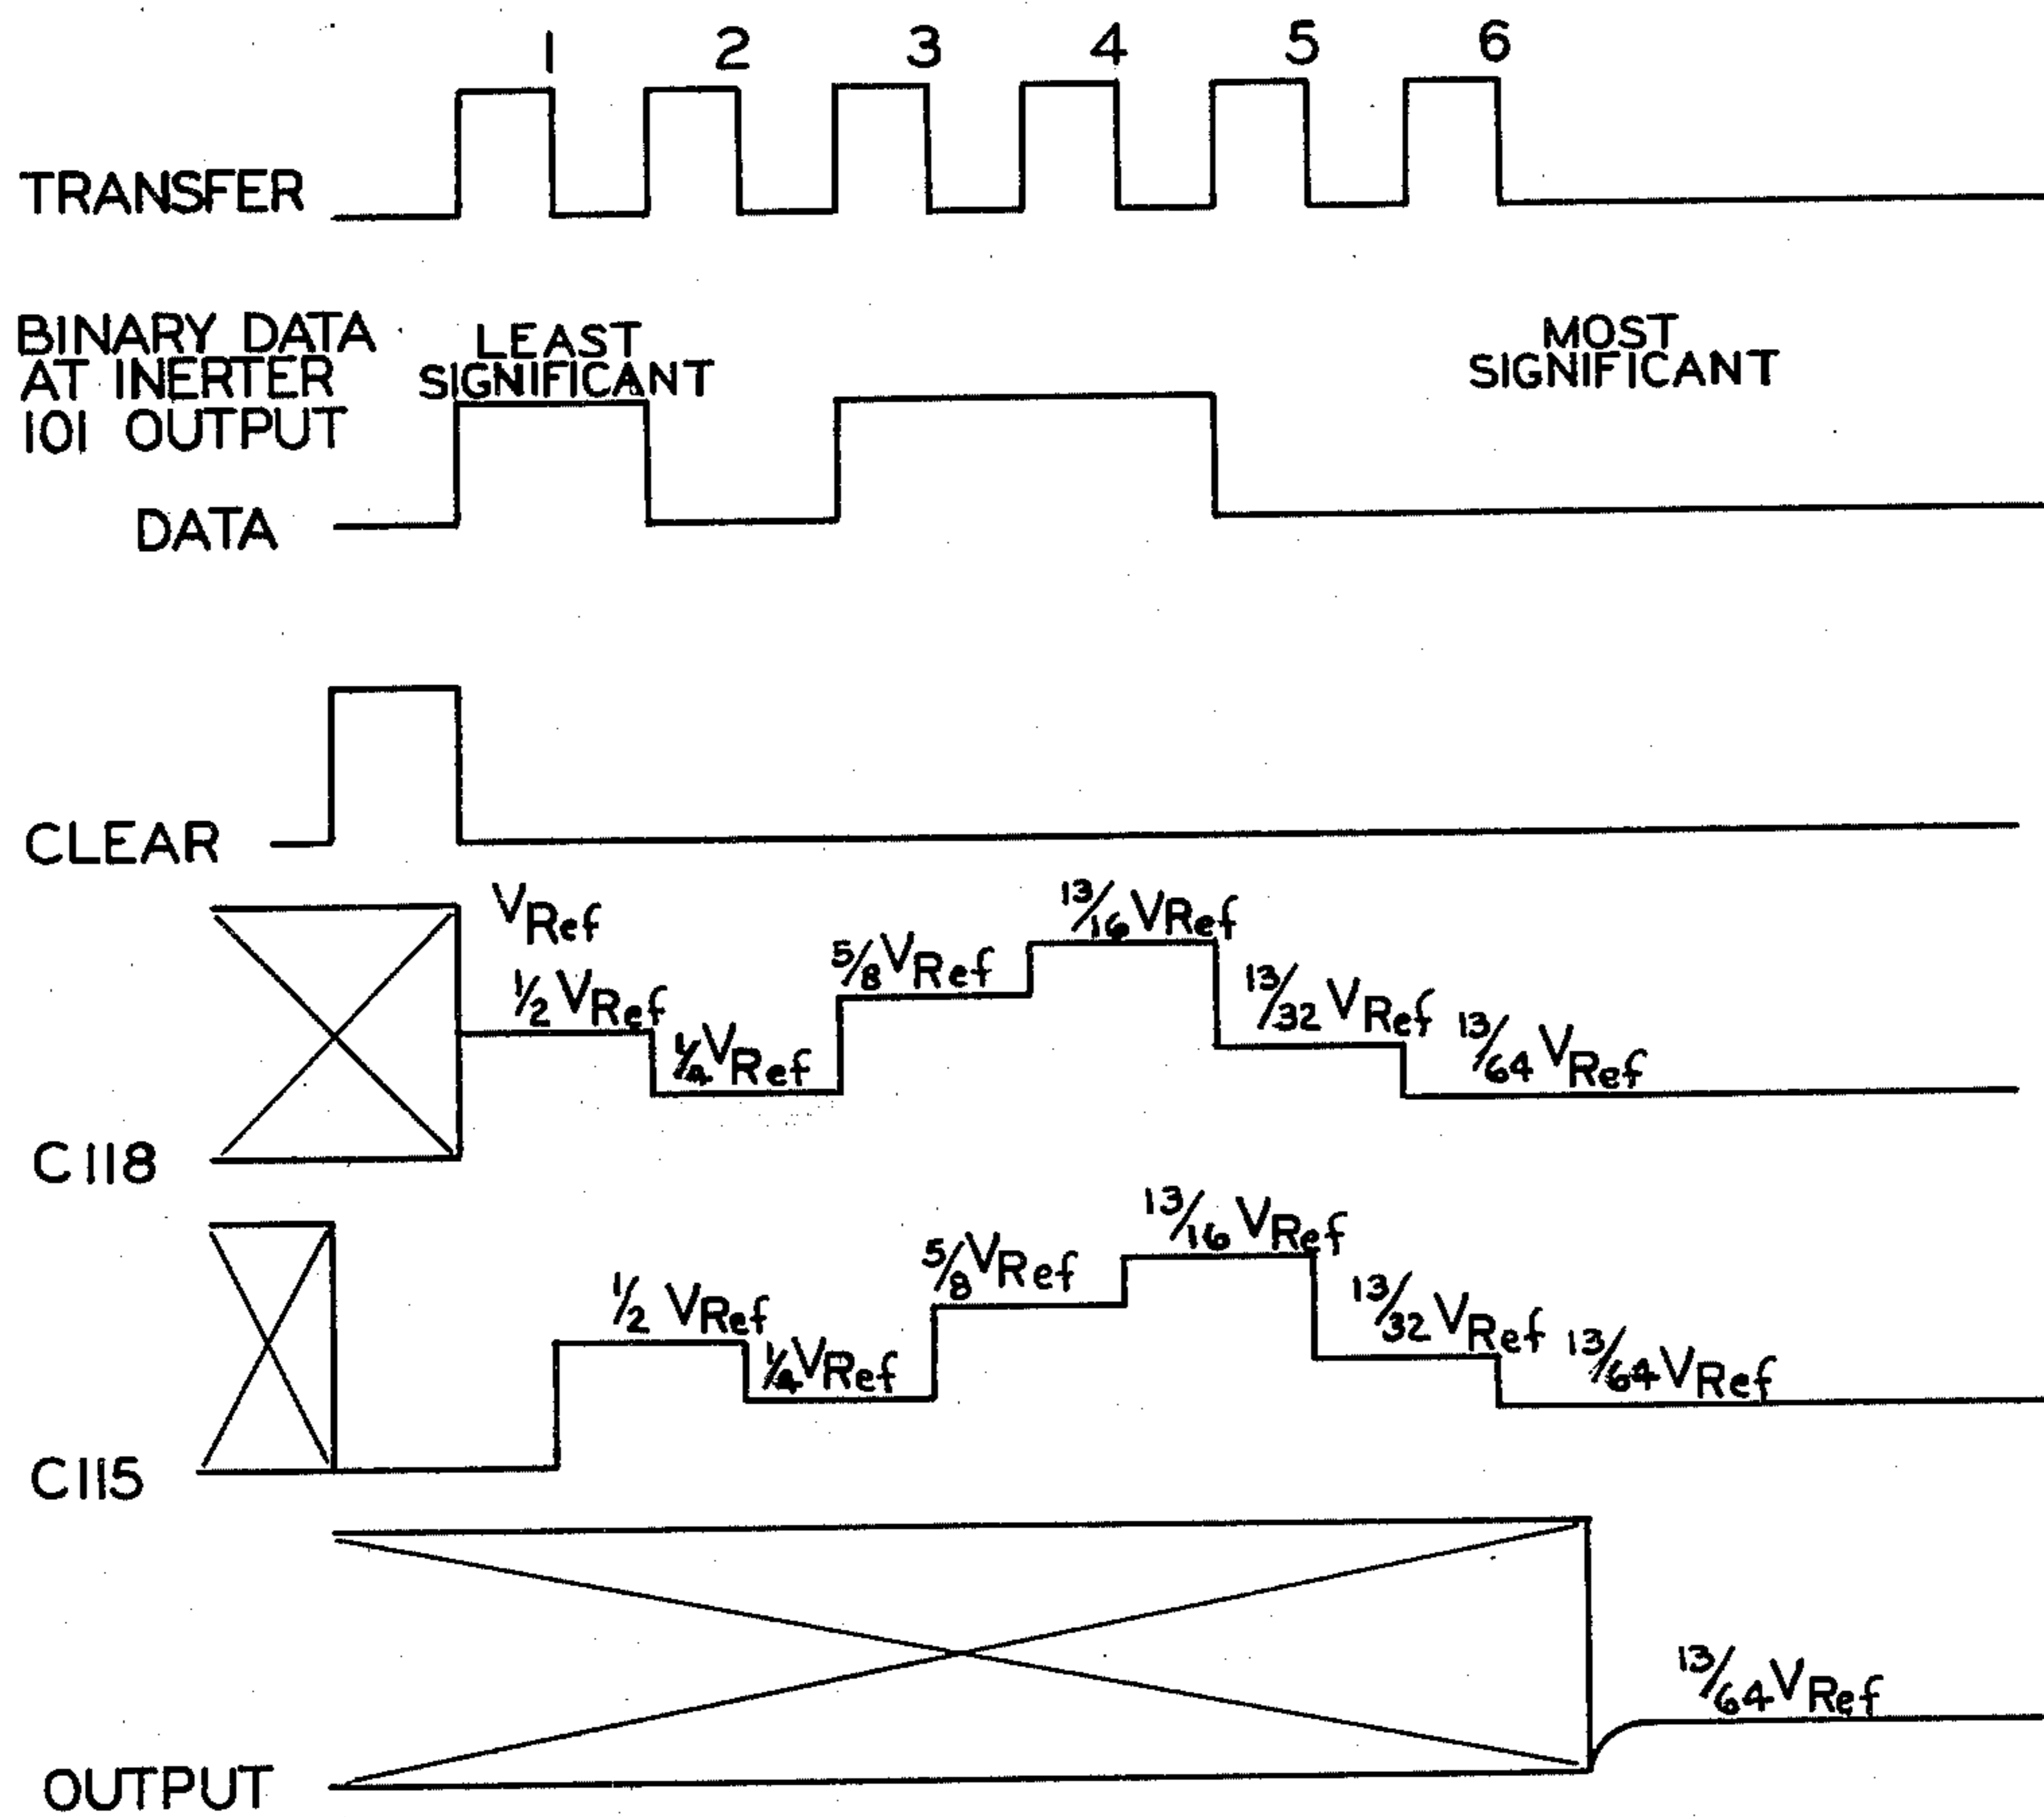 1 2 3 4 5 6
TRANSFER
BINARY DATA
AT INERTER
101 OUTPUT
LEAST
SIGNIFICANT
MOST
SIGNIFICANT
DATA
CLEAR
VRef
1/2 VRef
1/4 VRef
5/8 VRef
13/16 VRef
13/32 VRef
13/64 VRef
C118
1/2 VRef
1/4 VRef
5/8 VRef
13/16 VRef
13/32 VRef
13/64 VRef
C115
13/64 VRef
OUTPUT